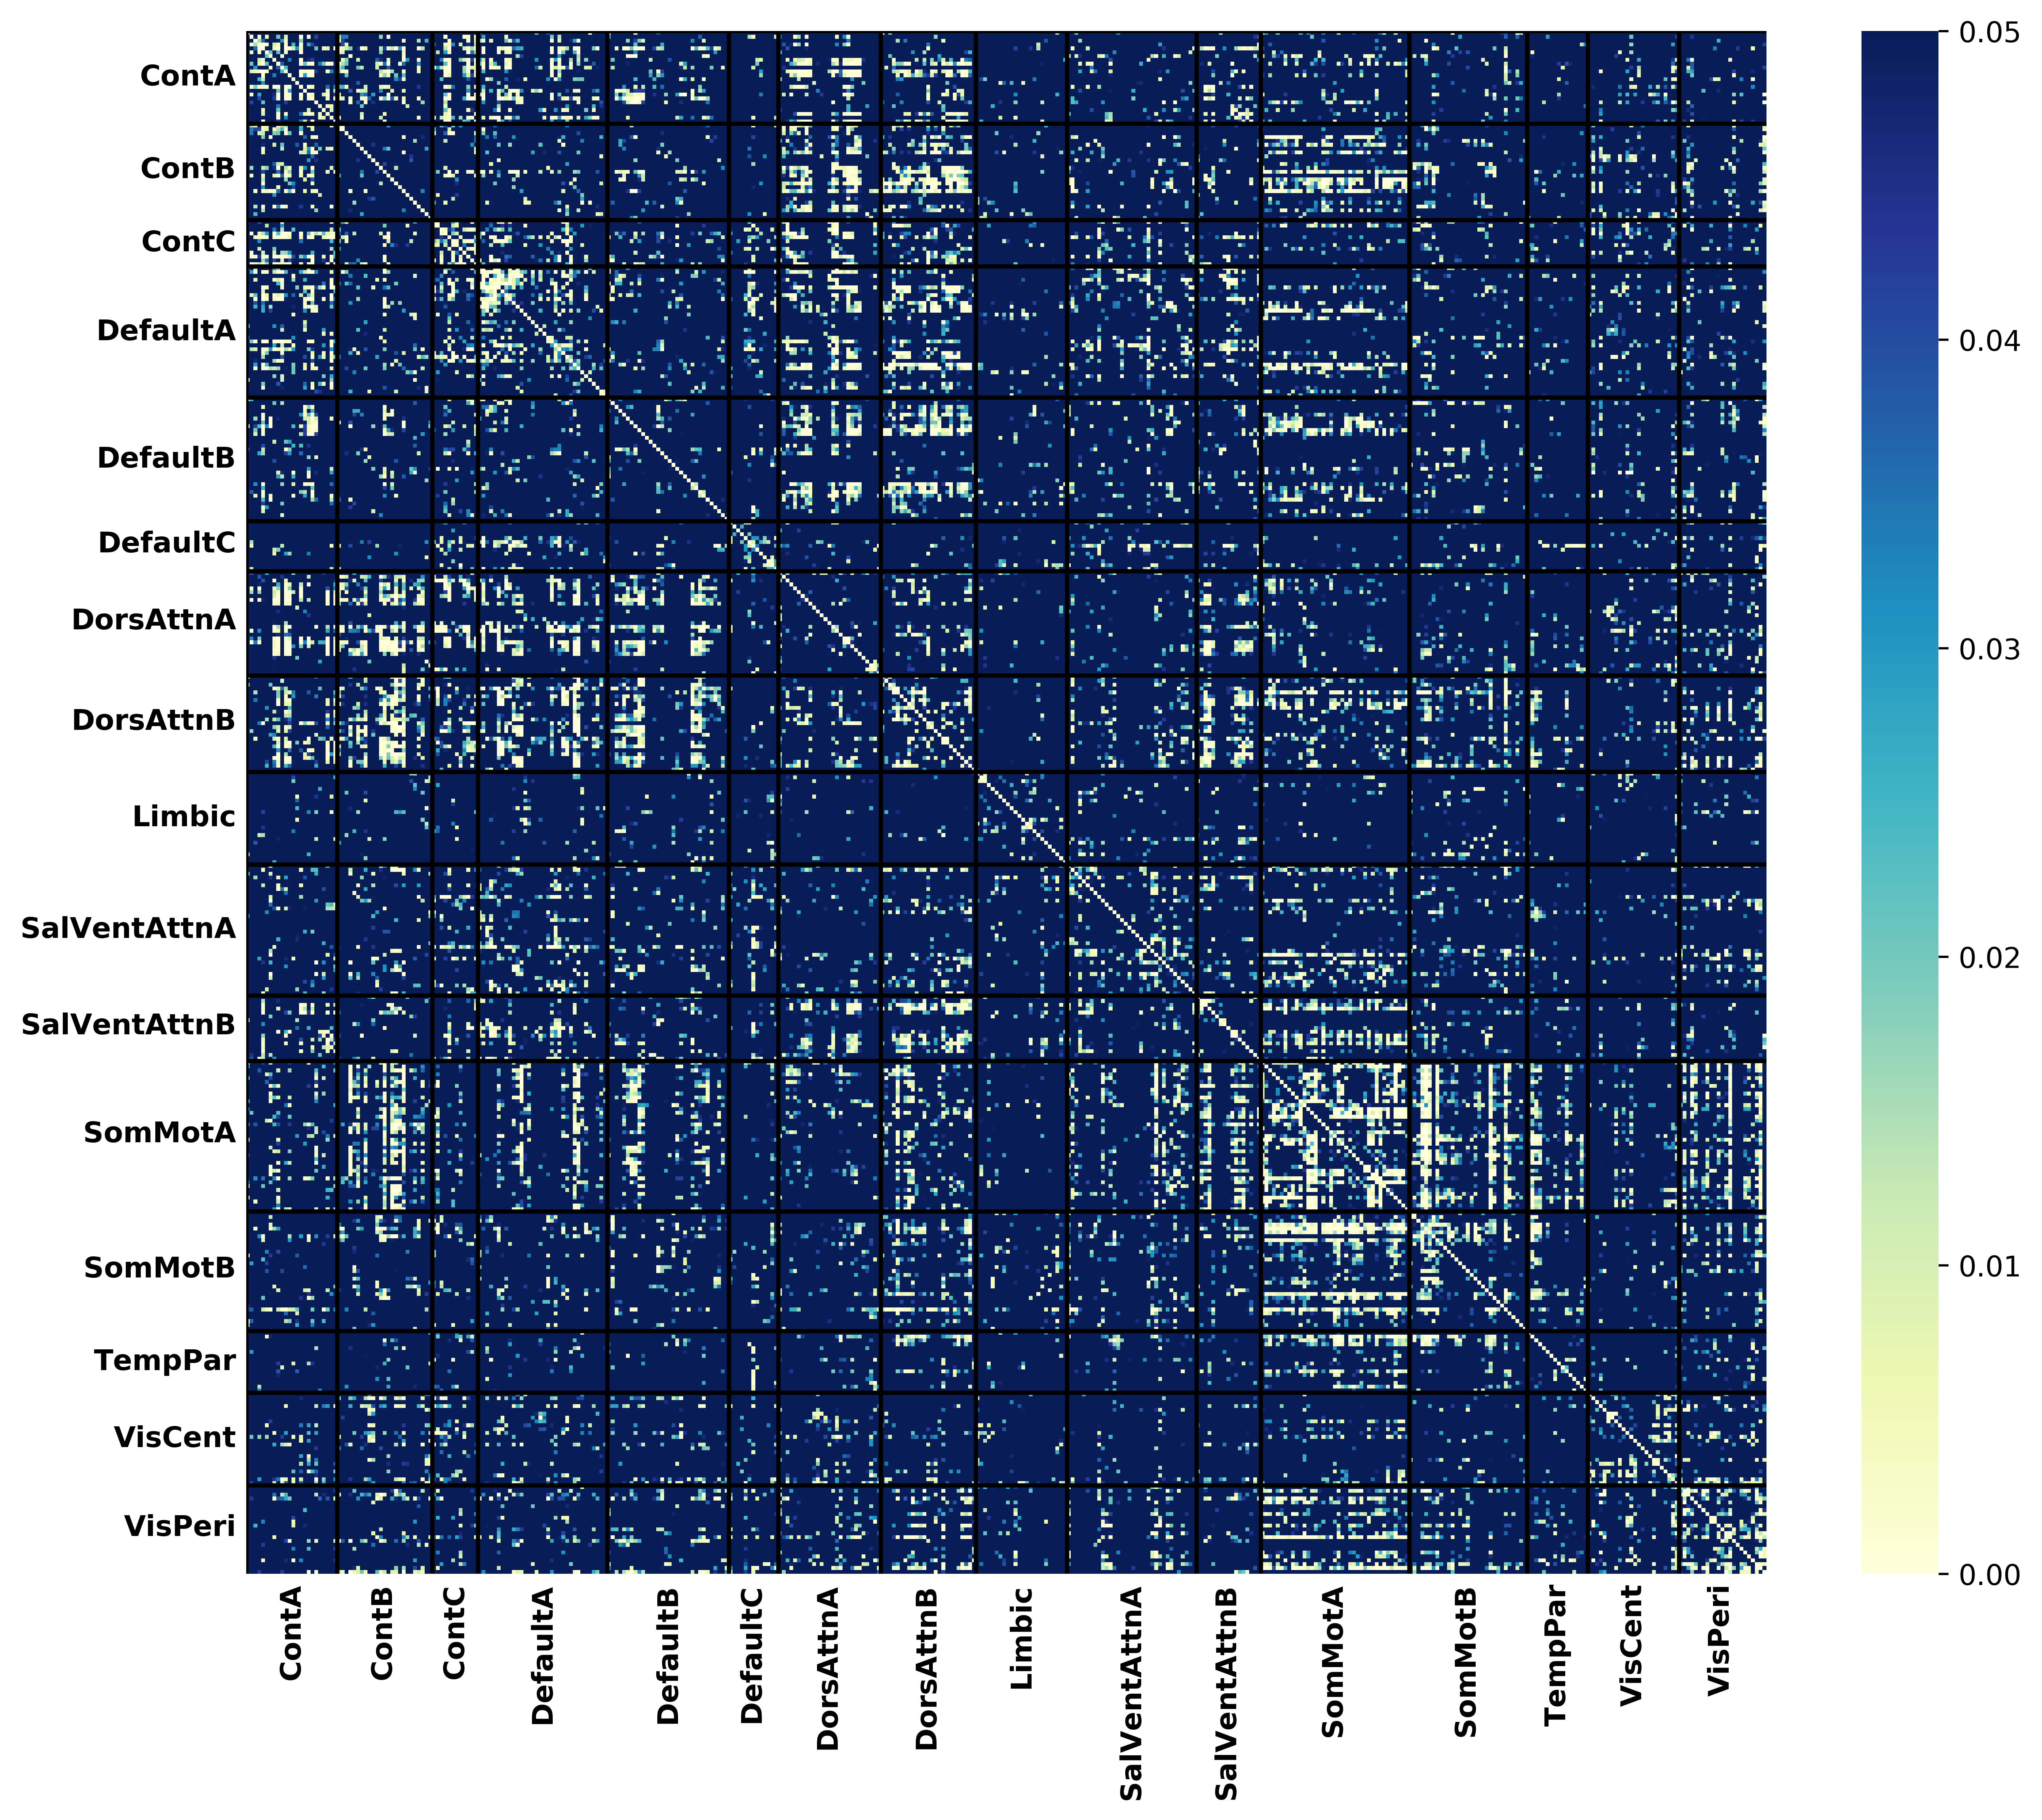 ContA
ContB
ContC
DefaultA
DefaultB
DefaultC
DorsAttnA
DorsAttnB
Limbic
SalVentAttnA
SalVentAttnB
SomMotA
SomMotB
TempPar
VisCent
VisPeri
ContA
ContB
ContC
DefaultA
DefaultB
DefaultC
DorsAttnA
DorsAttnB
Limbic
SalVentAttnA
SalVentAttnB
SomMotA
SomMotB
TempPar
VisCent
VisPeri
0.05
0.04
0.03
0.02
0.01
0.00